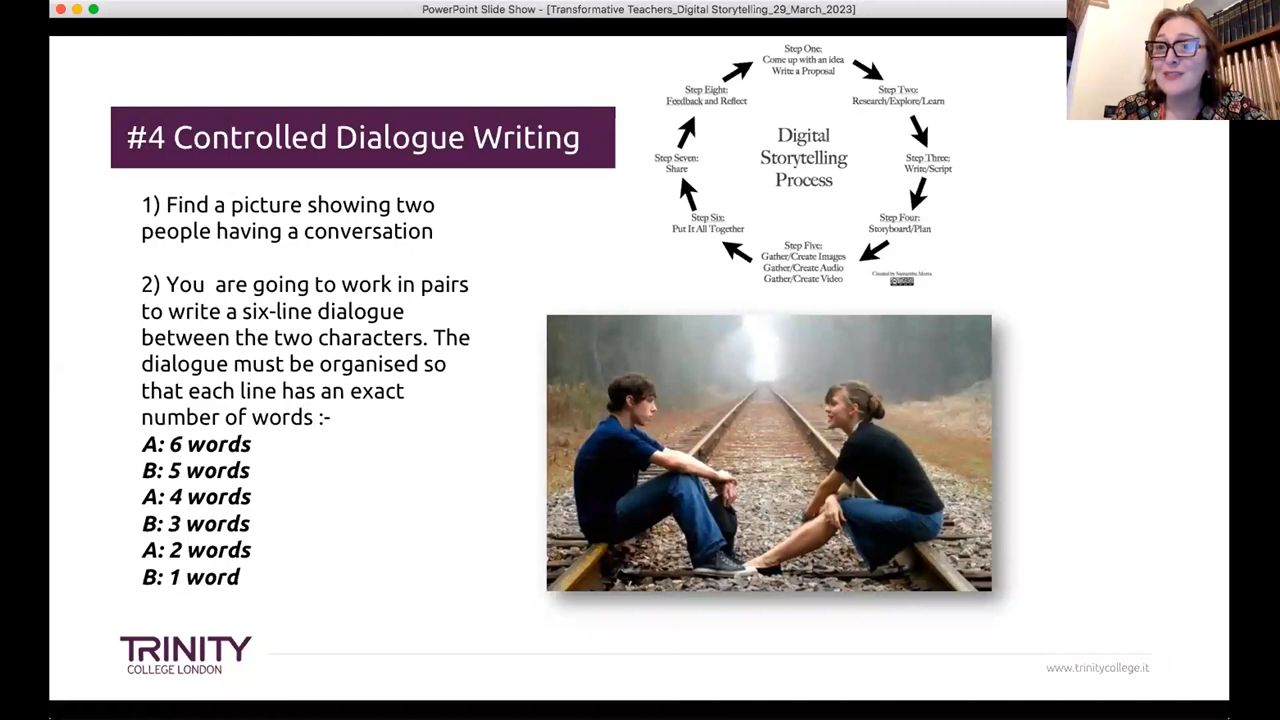 PowerPoint Slide Show - [Transformative Teachers_Digital Storytelling_29_March_2023]
#4 Controlled Dialogue Writing
1) Find a picture showing two
people having a conversation
2) You  are going to work in pairs
to write a six-line dialogue
between the two characters. The
dialogue must be organised so
that each line has an exact
number of words :-
A: 6 words
B: 5 words
A: 4 words
B: 3 words
A: 2 words
B: 1 word
Step One:
Come up with an idea
Write a Proposal
Step Two:
Research/Explore/Learn
Step Three:
Write/Script
Step Four:
Storyboard/Plan
Step Five:
Gather/Create Images
Gather/Create Audio
Gather/Create Video
Step Six:
Put It All Together
Step Seven:
Share
Step Eight:
Feedback and Reflect
Digital
Storytelling
Process
Created by Samantha Morra
TRINITY
COLLEGE LONDON
www.trinitycollege.it